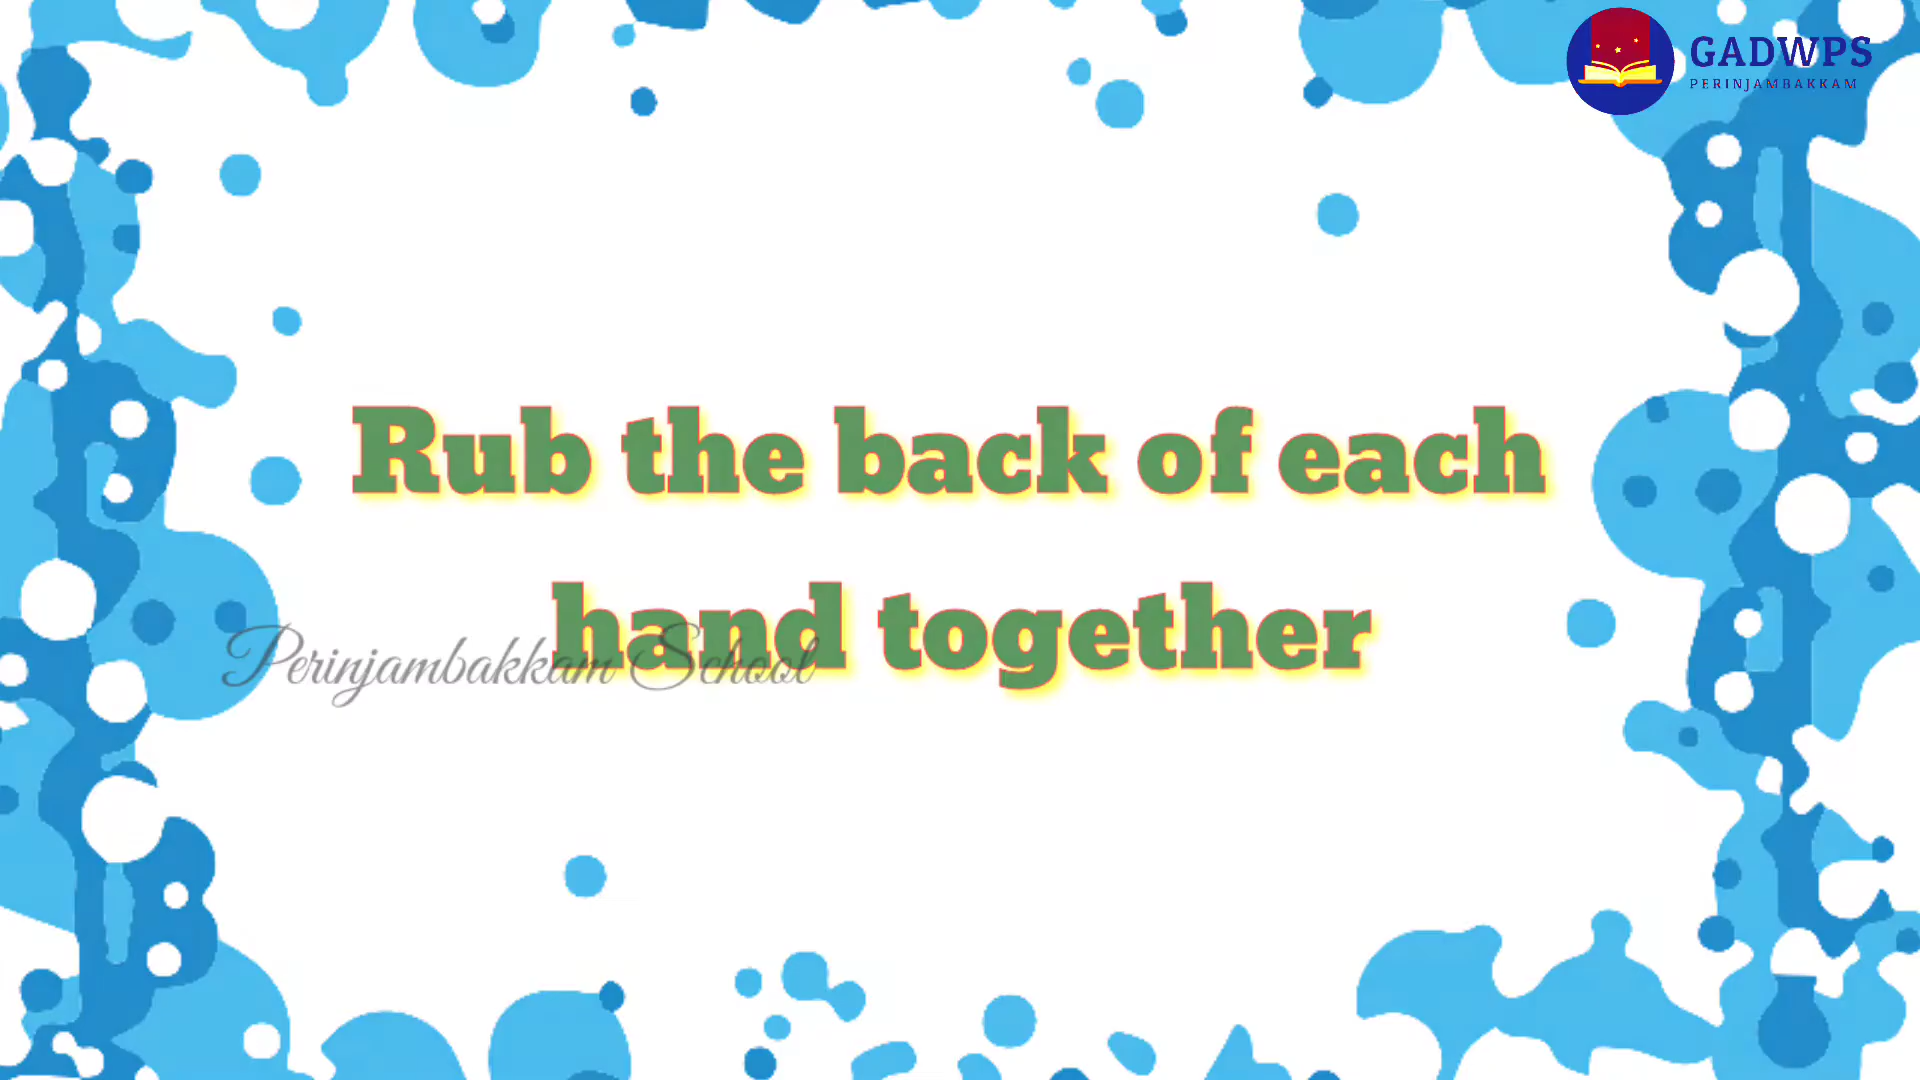 GADWPS
PERINJAMBAKKAM
Rub the back of each
hand together
Perinjambakkam School